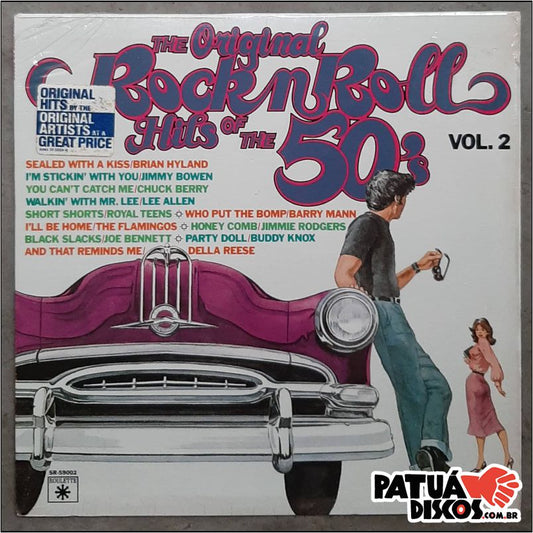 THE Original
Rock n Roll
Hits OF THE 50's
VOL. 2
ORIGINAL
HITS BY THE
ORIGINAL
ARTISTS AT A
GREAT PRICE
SEALED WITH A KISS/BRIAN HYLAND
I'M STICKIN' WITH YOU/JIMMY BOWEN
YOU CAN'T CATCH ME/CHUCK BERRY
WALKIN' WITH MR. LEE/LEE ALLEN
SHORT SHORTS/ROYAL TEENS ✧ WHO PUT THE BOMP/BARRY MANN
I'LL BE HOME/THE FLAMINGOS ✧ HONEY COMB/JIMMIE RODGERS
BLACK SLACKS/JOE BENNETT ✧ PARTY DOLL/BUDDY KNOX
AND THAT REMINDS ME ✧ DELLA REESE
SR-59002
ROULETTE
PATUÁ
DISCOS.COM.BR